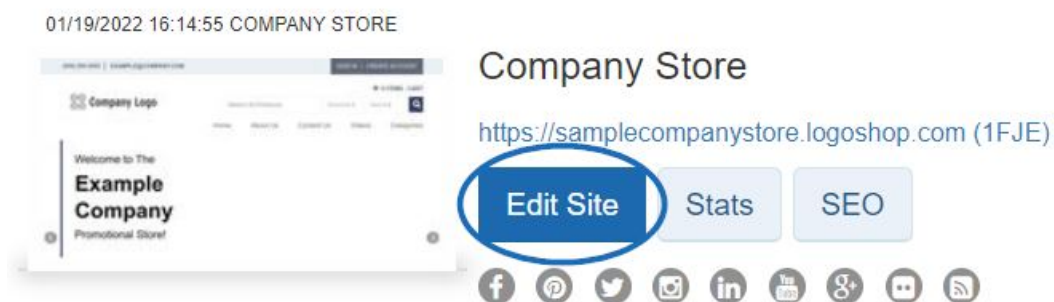 01/19/2022 16:14:55 COMPANY STORE
Company Logo
Welcome to The
Example
Company
Promotional Store!
Company Store
https://samplecompanystore.logoshop.com (1FJE)
Edit Site
Stats
SEO